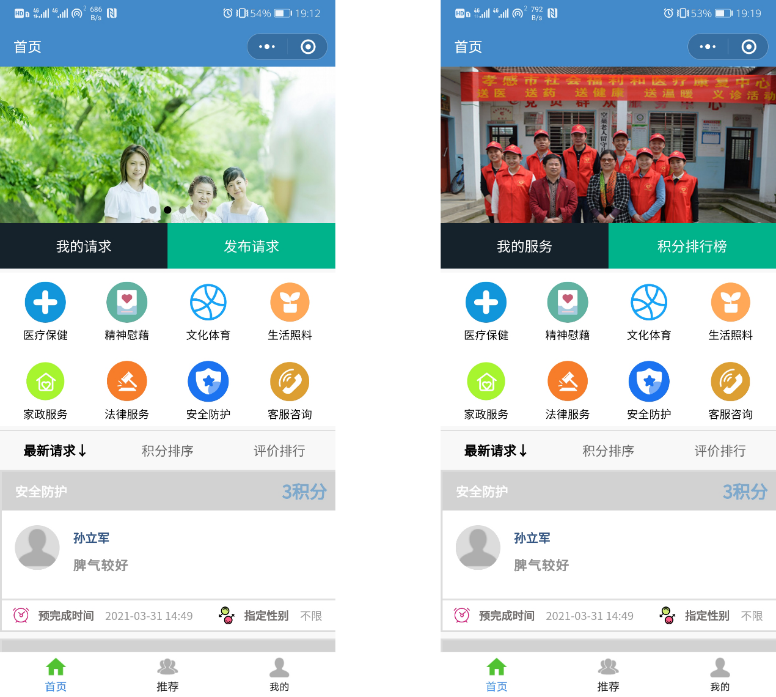 686 B/s 54% 19:12
首页
我的请求 发布请求
医疗保健 精神慰藉 文化体育 生活照料
家政服务 法律服务 安全防护 客服咨询
最新请求↓ 积分排序 评价排行
安全防护 3积分
孙立军
脾气较好
预完成时间 2021-03-31 14:49 指定性别 不限
首页 推荐 我的
792 B/s 53% 19:19
首页
孝感市社会福利和医疗康复中心
送医 送药 送健康 送温暖 义诊活动
我的服务 积分排行榜
医疗保健 精神慰藉 文化体育 生活照料
家政服务 法律服务 安全防护 客服咨询
最新请求↓ 积分排序 评价排行
安全防护 3积分
孙立军
脾气较好
预完成时间 2021-03-31 14:49 指定性别 不限
首页 推荐 我的